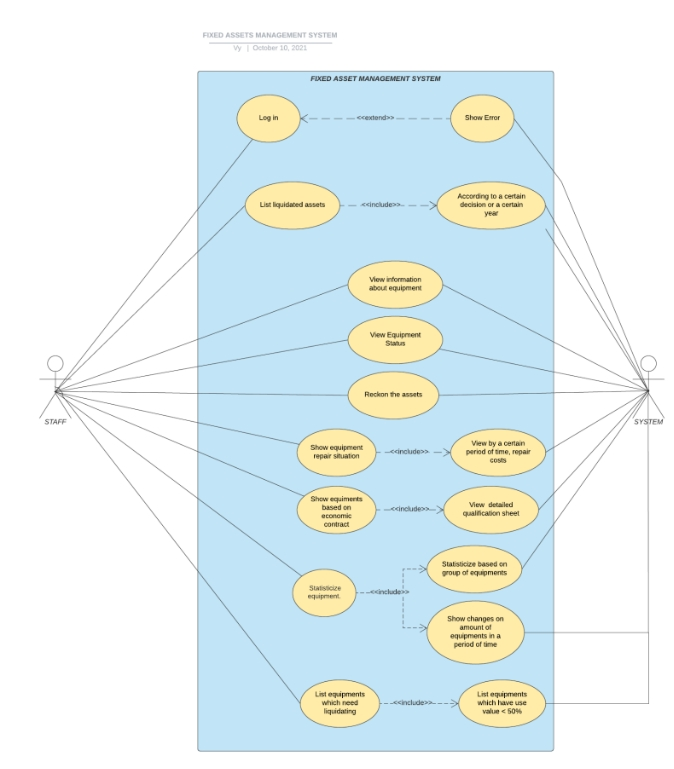 FIXED ASSETS MANAGEMENT SYSTEM
Vy | October 10, 2021
FIXED ASSET MANAGEMENT SYSTEM
Log in
<<extend>>
Show Error
List liquidated assets
<<include>>
According to a certain
decision or a certain
year
View information
about equipment
View Equipment
Status
Reckon the assets
STAFF
SYSTEM
Show equipment
repair situation
<<include>>
View by a certain
period of time, repair
costs
Show equiments
based on
economic
contract
<<include>>
View detailed
qualification sheet
Statisticize
equipment.
<<include>>
Statisticize based on
group of equipments
Show changes on
amount of
equipments in a
period of time
List equipments
which need
liquidating
<<include>>
List equipments
which have use
value < 50%